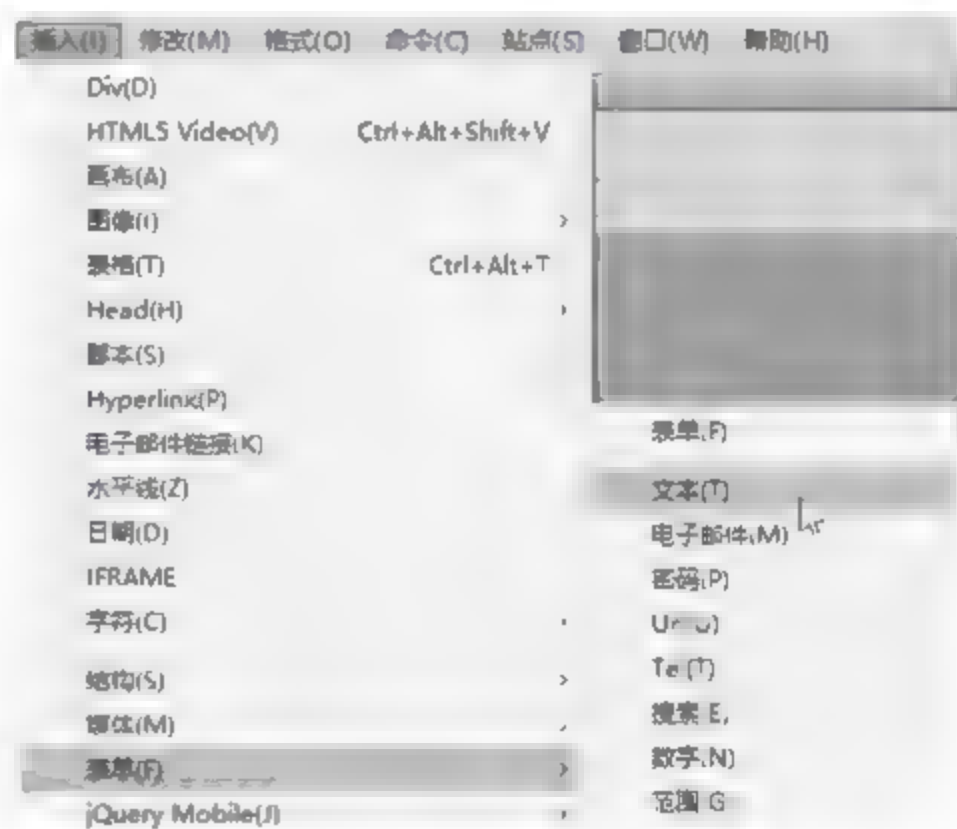 插入(I) 修改(M) 格式(O) 命令(C) 站点(S) 窗口(W) 帮助(H)
Div(D)
HTML5 Video(V) Ctrl+Alt+Shift+V
画布(A)
图像(I)
表格(T) Ctrl+Alt+T
Head(H)
脚本(S)
Hyperlink(P)
电子邮件链接(K)
水平线(Z)
日期(D)
IFRAME
字符(C)
结构(S)
媒体(M)
表单(F)
jQuery Mobile(J)
表单(F)
文本(T)
电子邮件(M)
密码(P)
Te (T)
搜索 E
数字(N)
范围 G